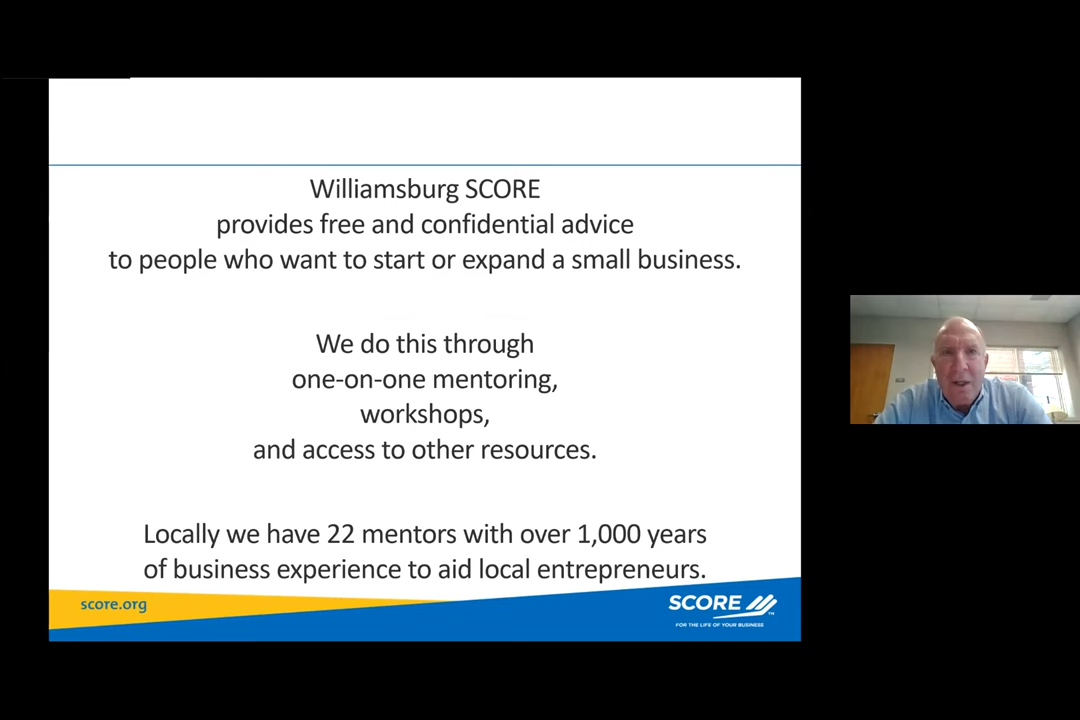 Williamsburg SCORE
provides free and confidential advice
to people who want to start or expand a small business.
We do this through
one-on-one mentoring,
workshops,
and access to other resources.
Locally we have 22 mentors with over 1,000 years
of business experience to aid local entrepreneurs.
score.org
SCORE
TM
FOR THE LIFE OF YOUR BUSINESS